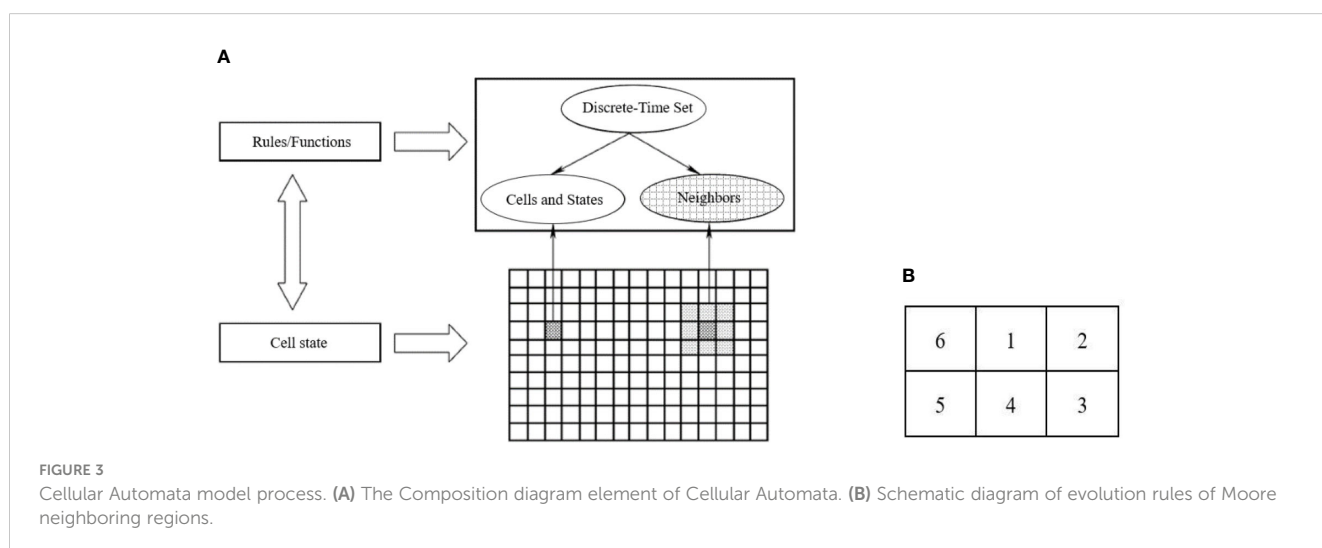 A
Discrete-Time Set
Rules/Functions
Cells and States
Neighbors
Cell state
B
6 1 2
5 4 3
FIGURE 3
Cellular Automata model process. (A) The Composition diagram element of Cellular Automata. (B) Schematic diagram of evolution rules of Moore
neighboring regions.